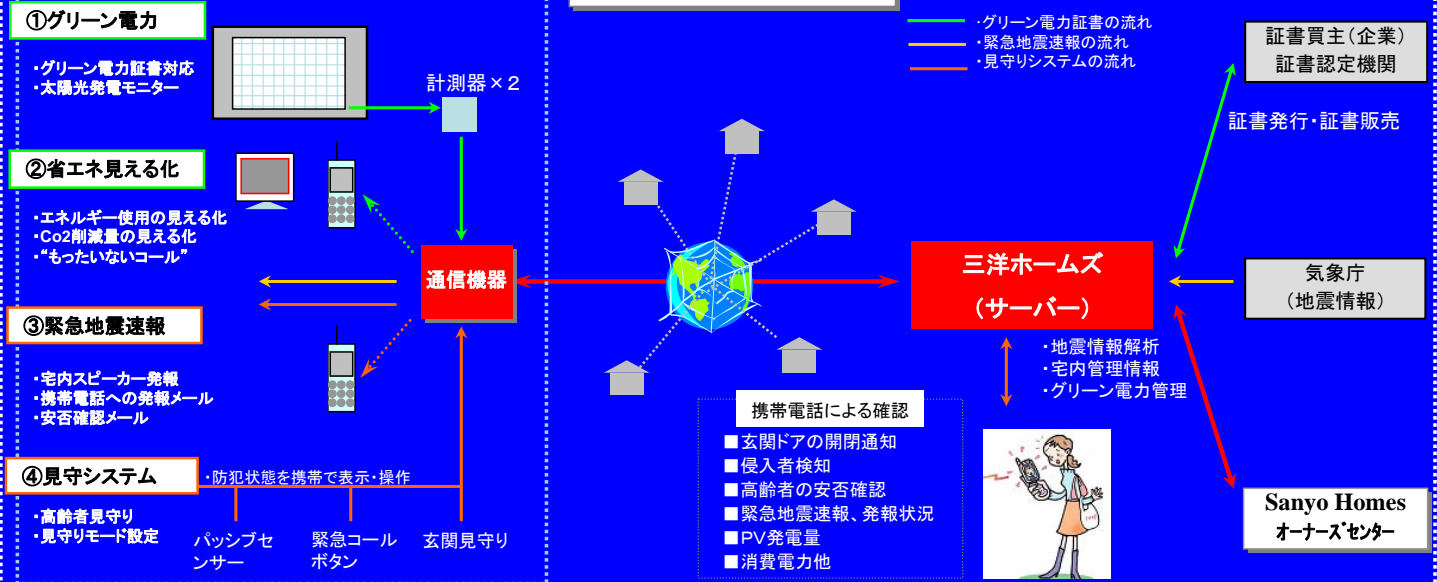 ①グリーン電力
・グリーン電力証書対応
・太陽光発電モニター
計測器×2
②省エネ見える化
・エネルギー使用の見える化
・Co2削減量の見える化
・“もったいないコール”
通信機器
③緊急地震速報
・宅内スピーカー発報
・携帯電話への発報メール
・安否確認メール
④見守システム
・防犯状態を携帯で表示・操作
・高齢者見守り
・見守りモード設定
パッシブセ
ンサー
緊急コール
ボタン
玄関見守り
・グリーン電力証書の流れ
・緊急地震速報の流れ
・見守りシステムの流れ
証書買主(企業)
証書認定機関
証書発行・証書販売
三洋ホームズ
(サーバー)
気象庁
(地震情報)
・地震情報解析
・宅内管理情報
・グリーン電力管理
携帯電話による確認
■玄関ドアの開閉通知
■侵入者検知
■高齢者の安否確認
■緊急地震速報、発報状況
■PV発電量
■消費電力他
Sanyo Homes
オーナーズセンター